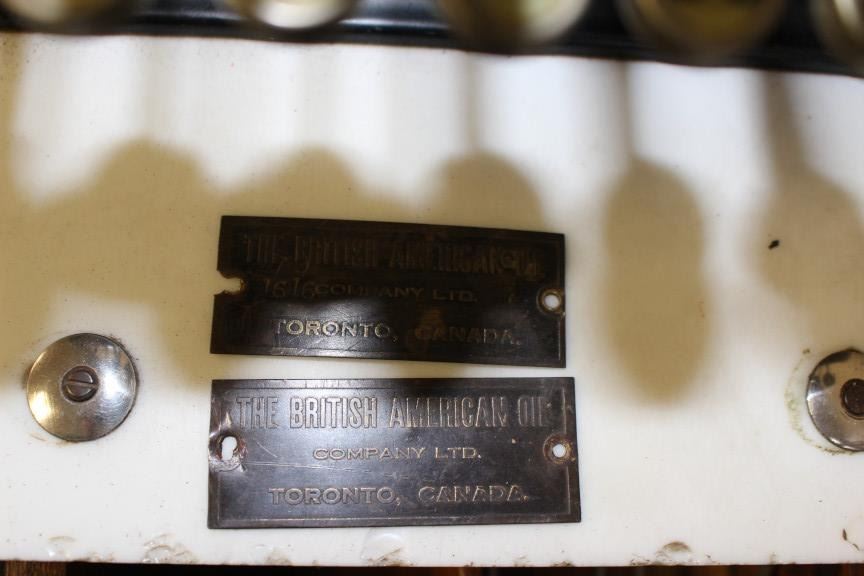 THE BRITISH AMERICAN OIL
1616 COMPANY LTD.
TORONTO, CANADA.
THE BRITISH AMERICAN OIL
COMPANY LTD.
TORONTO, CANADA.